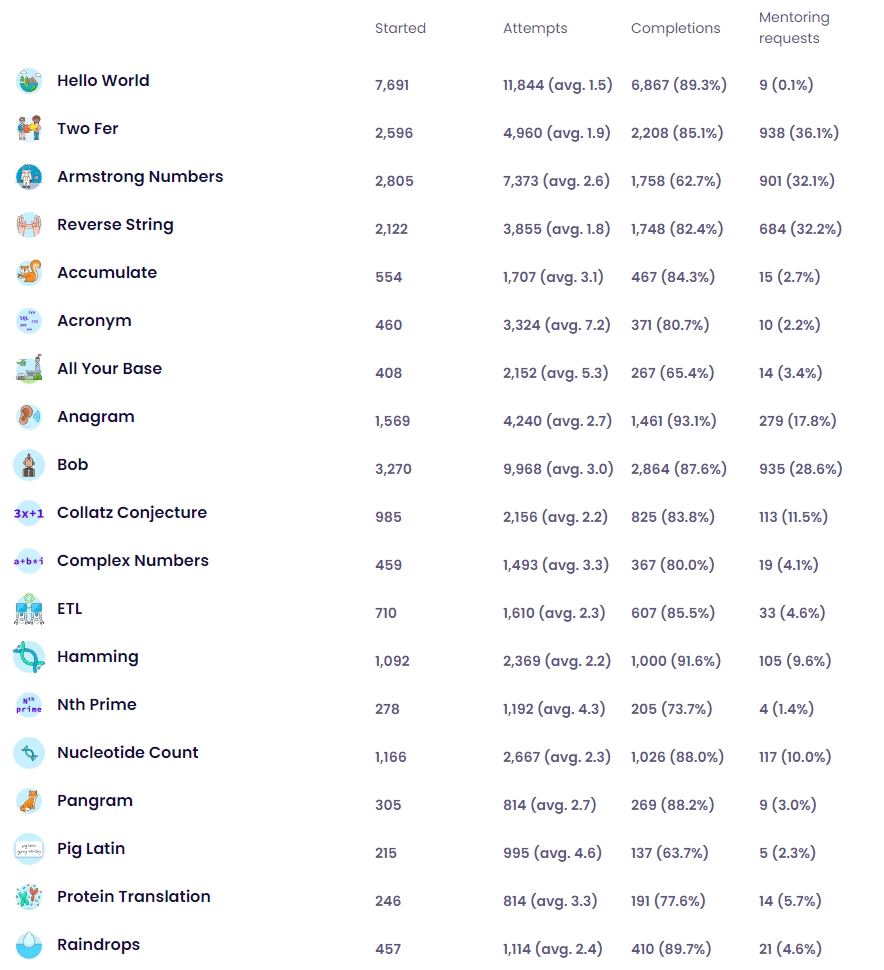 Started Attempts Completions Mentoring
requests
Hello World 7,691 11,844 (avg. 1.5) 6,867 (89.3%) 9 (0.1%)
Two Fer 2,596 4,960 (avg. 1.9) 2,208 (85.1%) 938 (36.1%)
Armstrong Numbers 2,805 7,373 (avg. 2.6) 1,758 (62.7%) 901 (32.1%)
Reverse String 2,122 3,855 (avg. 1.8) 1,748 (82.4%) 684 (32.2%)
Accumulate 554 1,707 (avg. 3.1) 467 (84.3%) 15 (2.7%)
Acronym 460 3,324 (avg. 7.2) 371 (80.7%) 10 (2.2%)
All Your Base 408 2,152 (avg. 5.3) 267 (65.4%) 14 (3.4%)
Anagram 1,569 4,240 (avg. 2.7) 1,461 (93.1%) 279 (17.8%)
Bob 3,270 9,968 (avg. 3.0) 2,864 (87.6%) 935 (28.6%)
3x+1 Collatz Conjecture 985 2,156 (avg. 2.2) 825 (83.8%) 113 (11.5%)
a+b*i Complex Numbers 459 1,493 (avg. 3.3) 367 (80.0%) 19 (4.1%)
ETL 710 1,610 (avg. 2.3) 607 (85.5%) 33 (4.6%)
Hamming 1,092 2,369 (avg. 2.2) 1,000 (91.6%) 105 (9.6%)
Nth prime Nth Prime 278 1,192 (avg. 4.3) 205 (73.7%) 4 (1.4%)
Nucleotide Count 1,166 2,667 (avg. 2.3) 1,026 (88.0%) 117 (10.0%)
Pangram 305 814 (avg. 2.7) 269 (88.2%) 9 (3.0%)
Pig Latin 215 995 (avg. 4.6) 137 (63.7%) 5 (2.3%)
Protein Translation 246 814 (avg. 3.3) 191 (77.6%) 14 (5.7%)
Raindrops 457 1,114 (avg. 2.4) 410 (89.7%) 21 (4.6%)